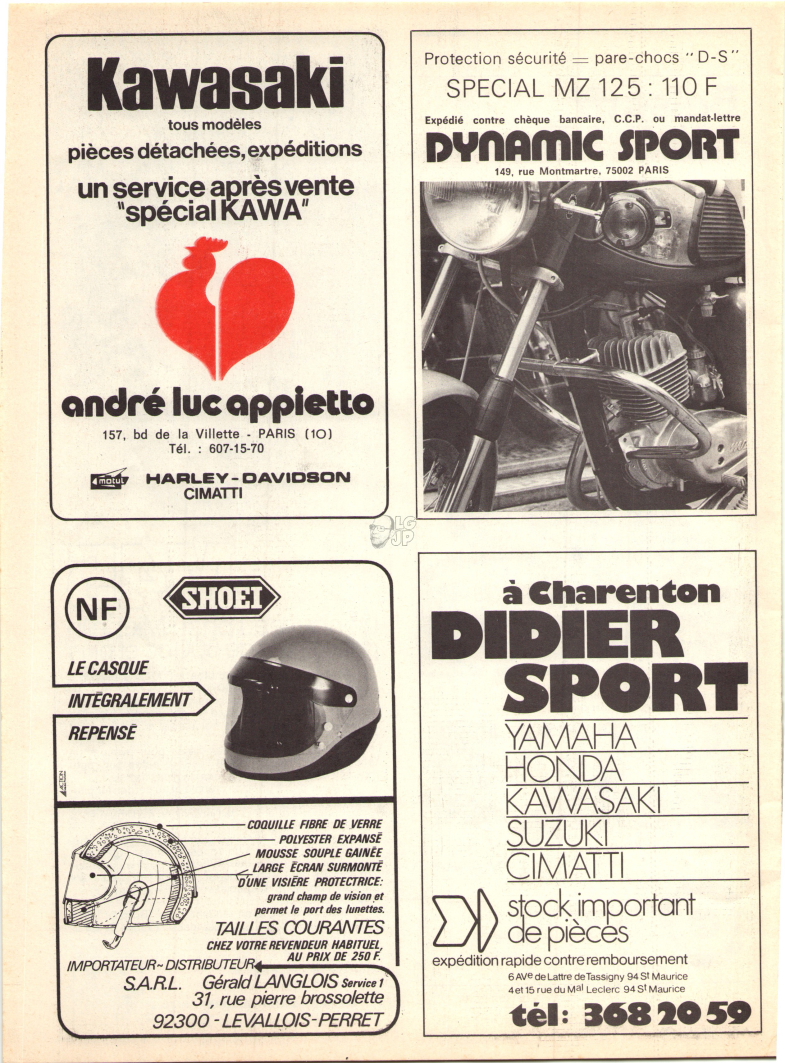 Kawasaki
tous modèles
pièces détachées, expéditions
un service après vente
"spécial KAWA"
andré luc appietto
157, bd de la Villette - PARIS (10)
Tél. : 607-15-70
motul
HARLEY-DAVIDSON
CIMATTI
Protection sécurité = pare-chocs "D-S"
SPECIAL MZ 125 : 110 F
Expédié contre chèque bancaire, C.C.P. ou mandat-lettre
DYNAMIC SPORT
149, rue Montmartre, 75002 PARIS
LG
JP
NF
SHOEI
LE CASQUE
INTÉGRALEMENT
REPENSÉ
ACTION
COQUILLE FIBRE DE VERRE
POLYESTER EXPANSÉ
MOUSSE SOUPLE GAINÉE
LARGE ÉCRAN SURMONTÉ
D'UNE VISIÈRE PROTECTRICE:
grand champ de vision et
permet le port des lunettes.
TAILLES COURANTES
CHEZ VOTRE REVENDEUR HABITUEL,
AU PRIX DE 250 F.
IMPORTATEUR~DISTRIBUTEUR
S.A.R.L. Gérald LANGLOIS Service 1
31, rue pierre brossolette
92300 - LEVALLOIS-PERRET
à Charenton
DIDIER
SPORT
YAMAHA
HONDA
KAWASAKI
SUZUKI
CIMATTI
stock important
de pièces
expédition rapide contre remboursement
6 AVe de Lattre de Tassigny 94 St Maurice
4 et 15 rue du Mal Leclerc 94 St Maurice
tél: 368 20 59